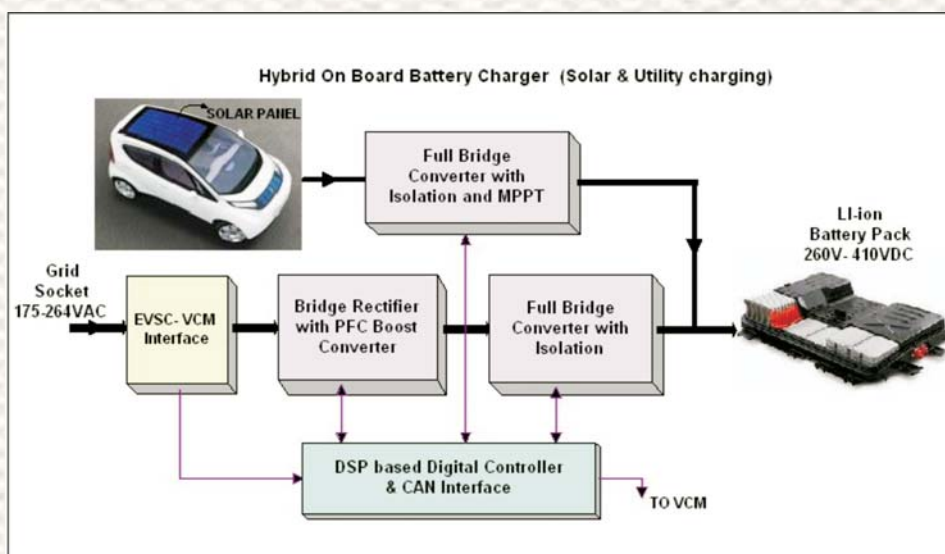 Hybrid On Board Battery Charger (Solar & Utility charging)
SOLAR PANEL
Full Bridge
Converter with
Isolation and MPPT
LI-ion
Battery Pack
260V- 410VDC
Grid
Socket
175-264VAC
EVSC- VCM
Interface
Bridge Rectifier
with PFC Boost
Converter
Full Bridge
Converter with
Isolation
DSP based Digital Controller
& CAN Interface
TO VCM